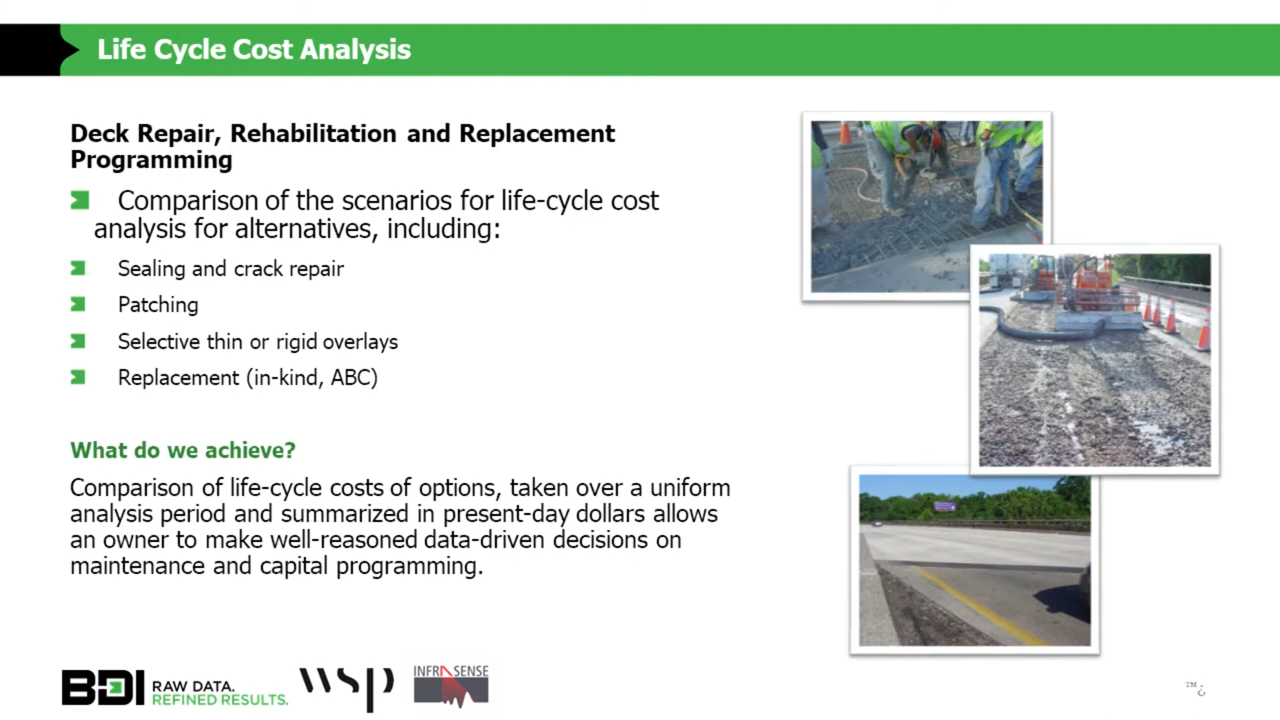 Life Cycle Cost Analysis
Deck Repair, Rehabilitation and Replacement
Programming
Comparison of the scenarios for life-cycle cost
analysis for alternatives, including:
Sealing and crack repair
Patching
Selective thin or rigid overlays
Replacement (in-kind, ABC)
What do we achieve?
Comparison of life-cycle costs of options, taken over a uniform
analysis period and summarized in present-day dollars allows
an owner to make well-reasoned data-driven decisions on
maintenance and capital programming.
BDI RAW DATA.
REFINED RESULTS.
wsp
INFRASENSE
™¿